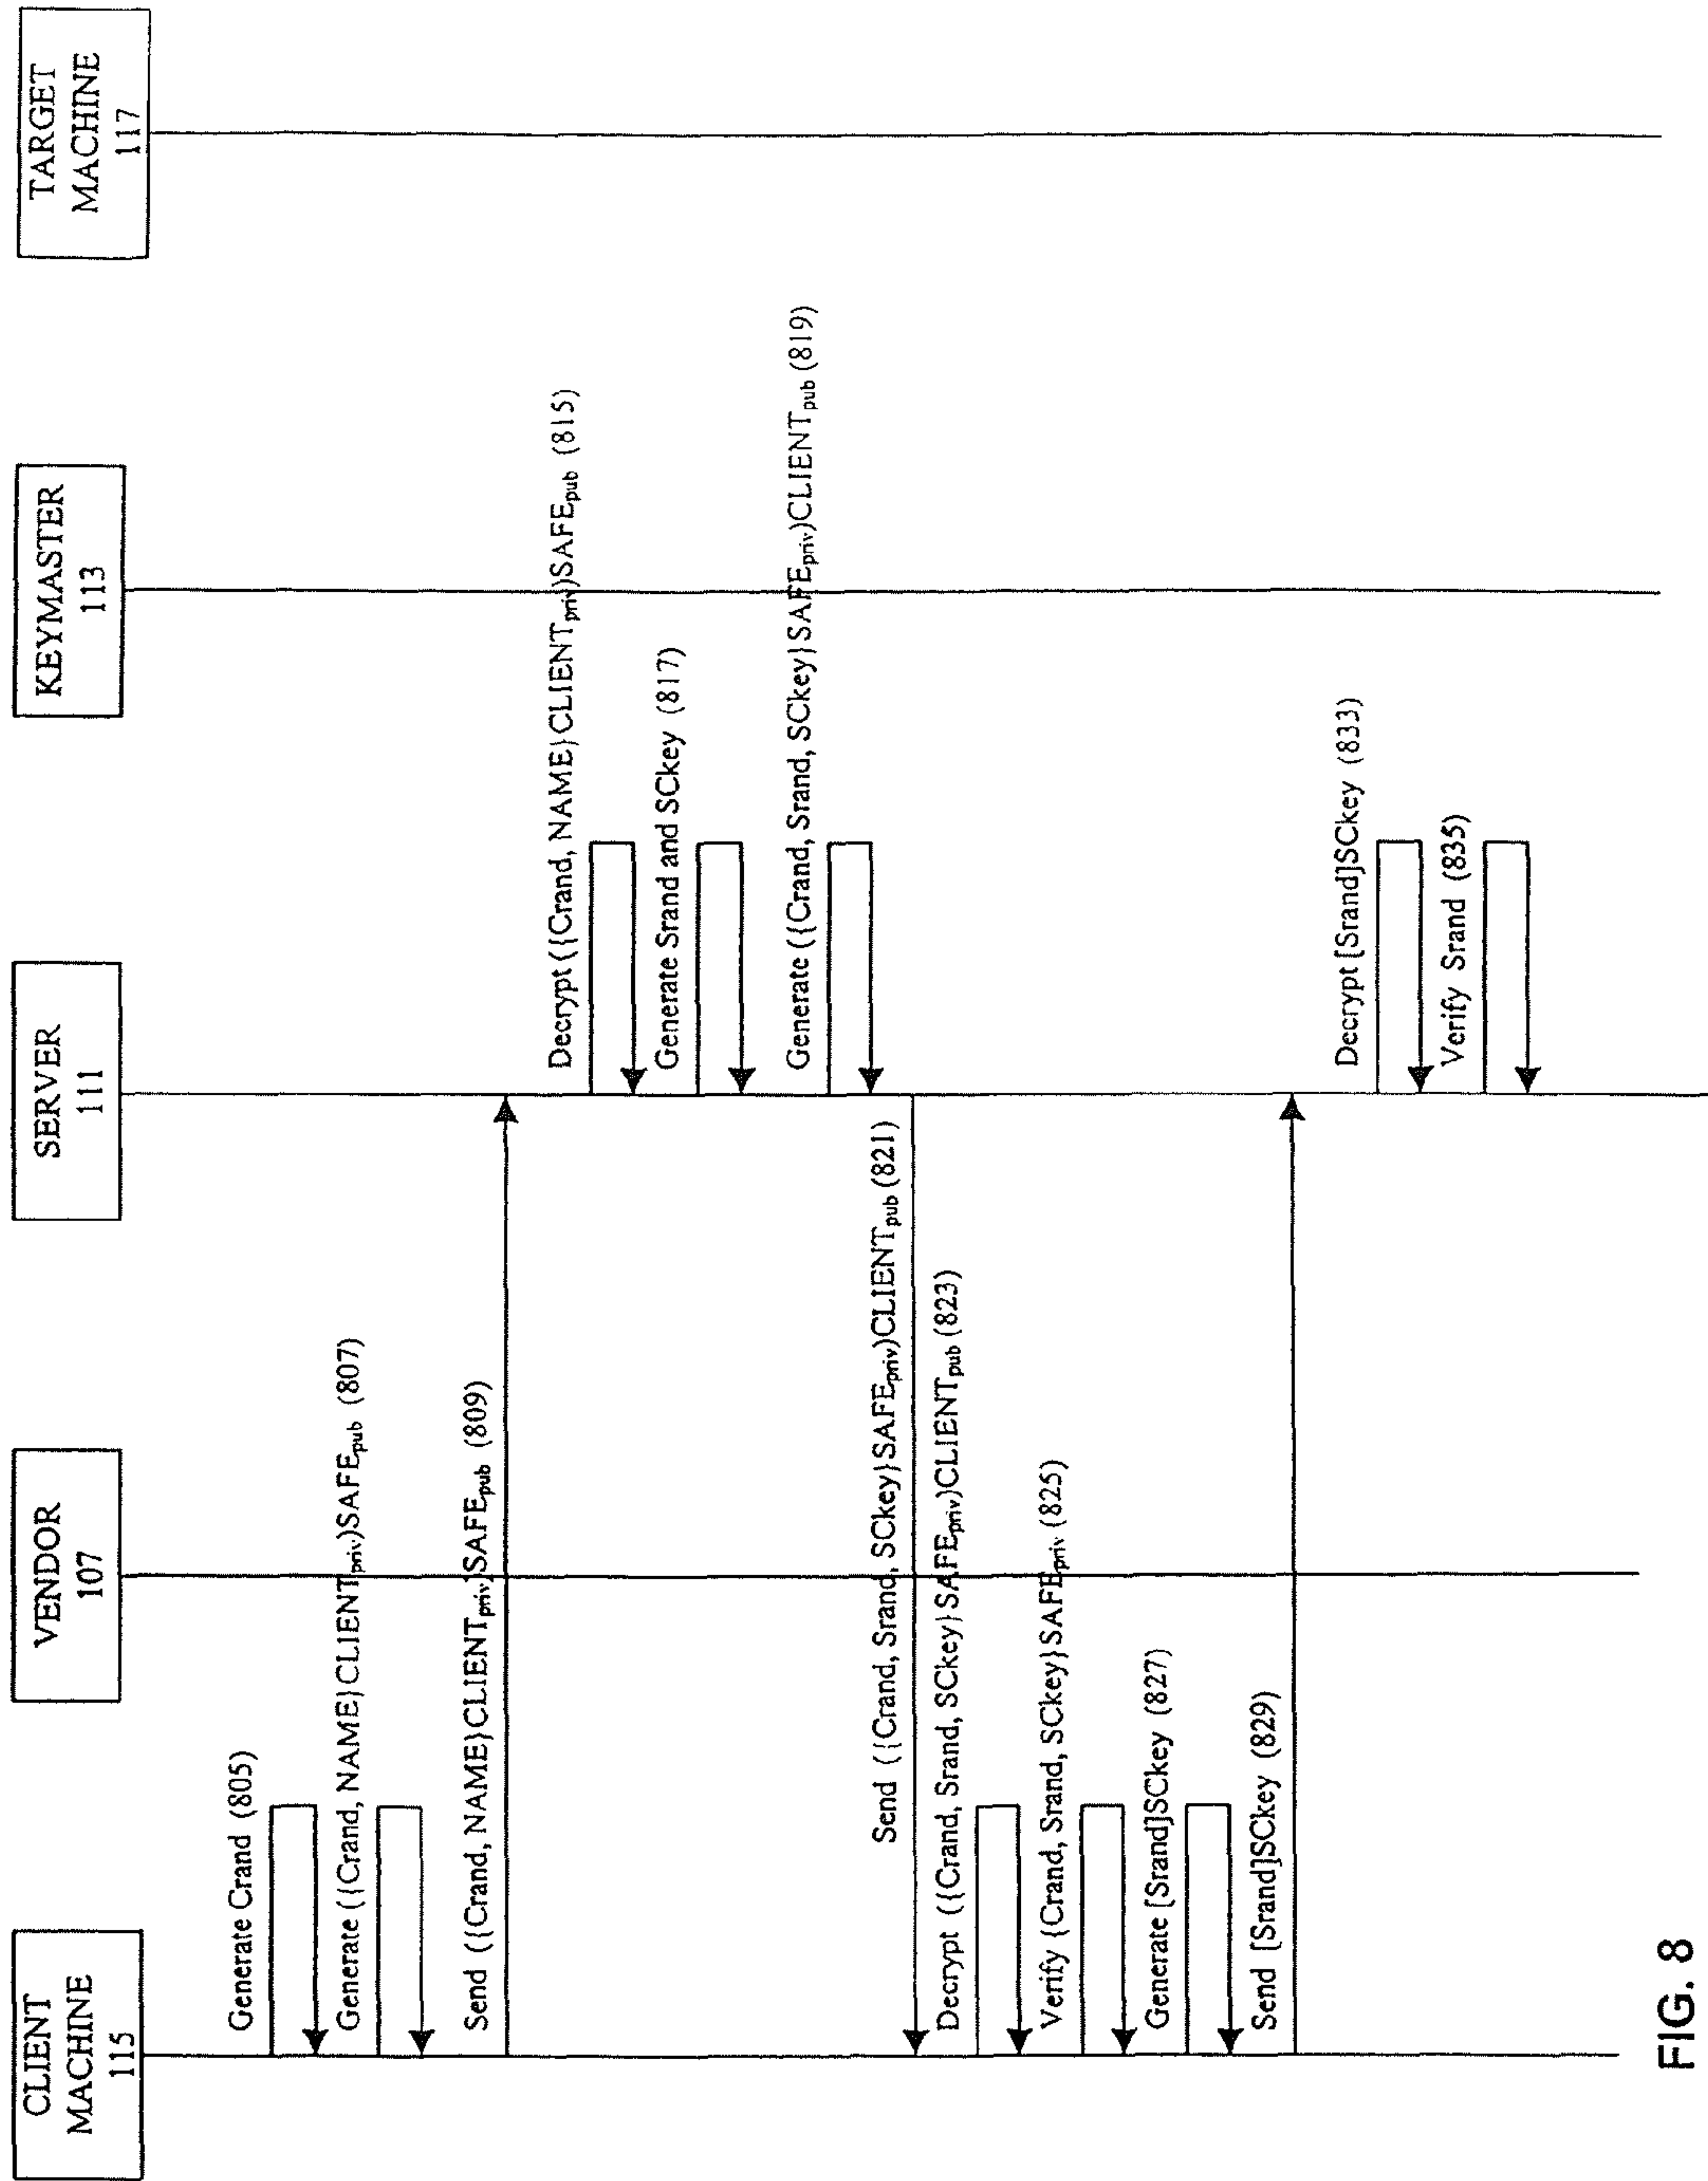 CLIENT
MACHINE
115
VENDOR
107
SERVER
111
KEYMASTER
113
TARGET
MACHINE
117
Generate Crand (805)
Generate ({Crand, NAME}CLIENTpriv)SAFEpub (807)
Send ({Crand, NAME}CLIENTpriv)SAFEpub (809)
Decrypt ({Crand, NAME}CLIENTpriv)SAFEpub (815)
Generate Srand and SCkey (817)
Generate ({Crand, Srand, SCkey}SAFEpriv)CLIENTpub (819)
Send ({Crand, Srand, SCkey}SAFEpriv)CLIENTpub (821)
Decrypt ({Crand, Srand, SCkey}SAFEpriv)CLIENTpub (823)
Verify {Crand, Srand, SCkey}SAFEpriv (825)
Generate [Srand]SCkey (827)
Send [Srand]SCkey (829)
Decrypt [Srand]SCkey (833)
Verify Srand (835)
FIG. 8